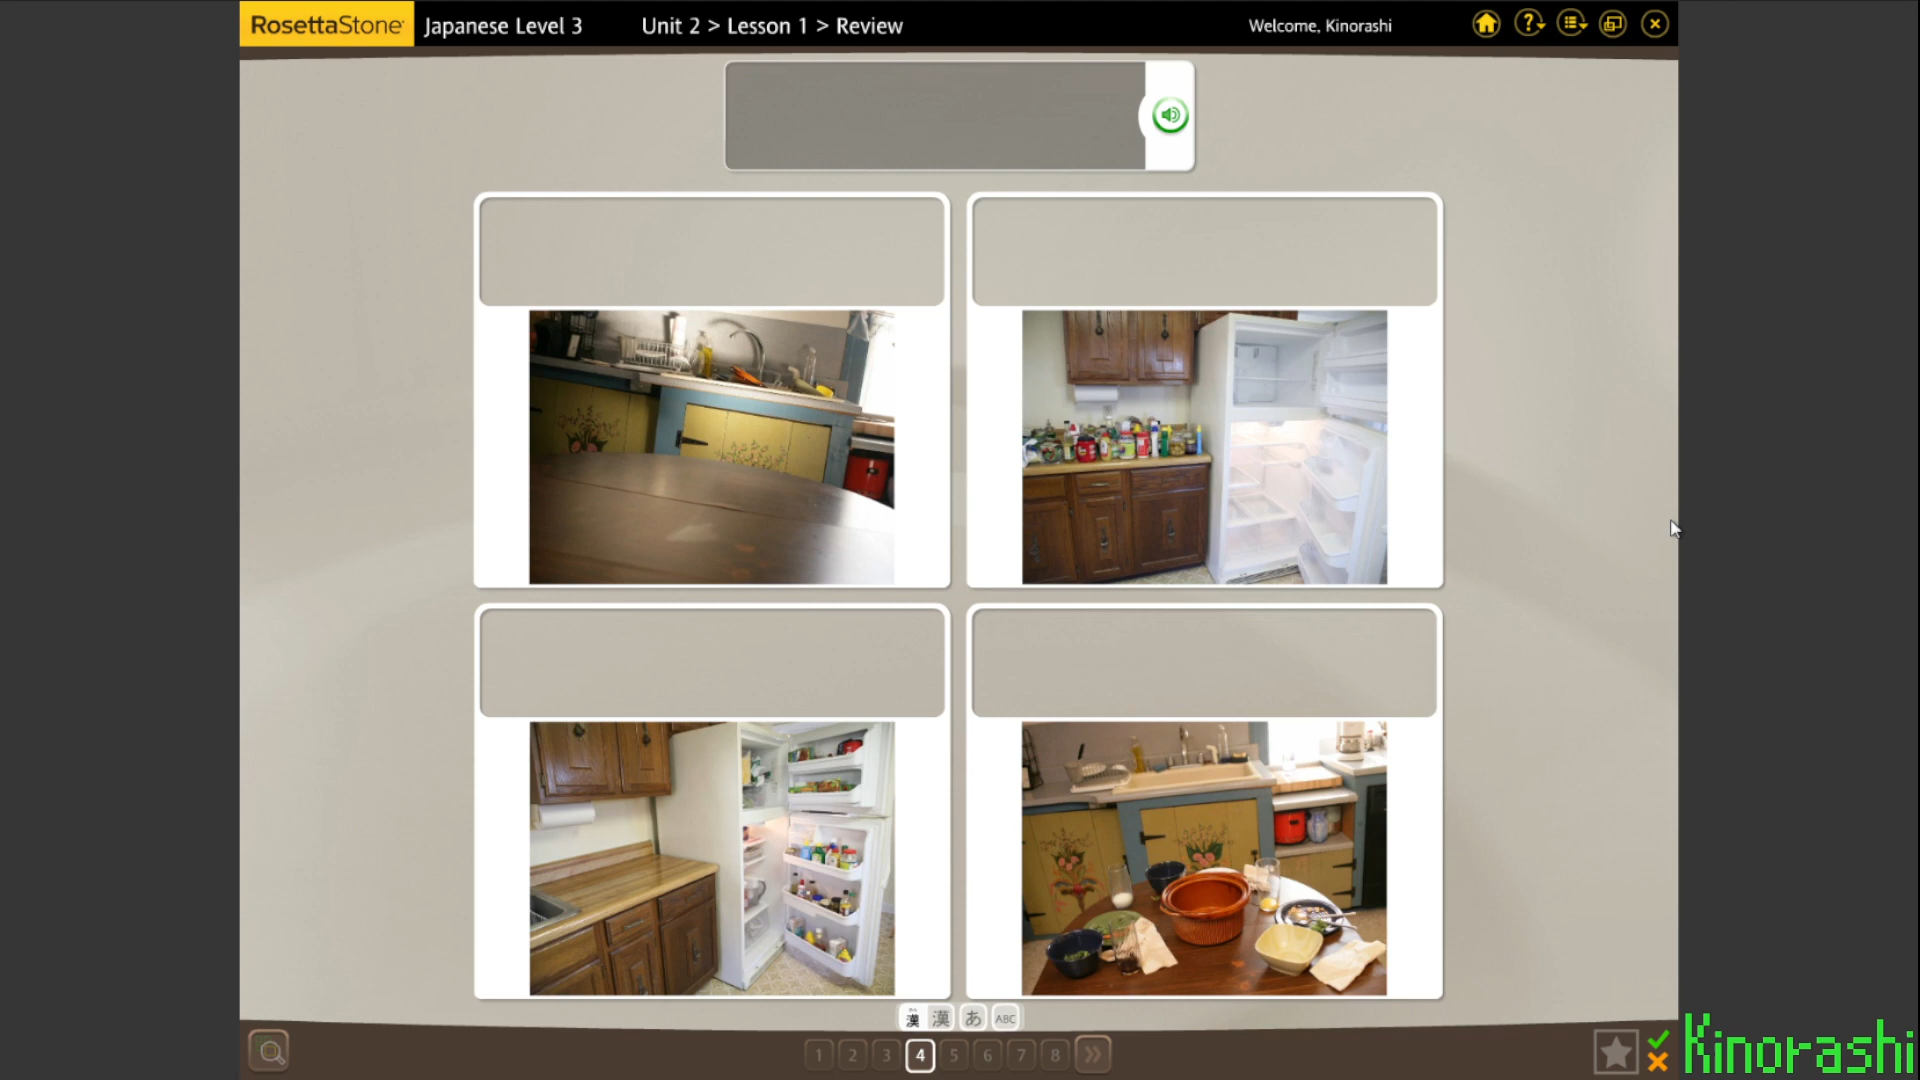 RosettaStone
Japanese Level 3
Unit 2 > Lesson 1 > Review
Welcome, Kinorashi
漢 漢 あ ABC
1 2 3 4 5 6 7 8
Kinorashi